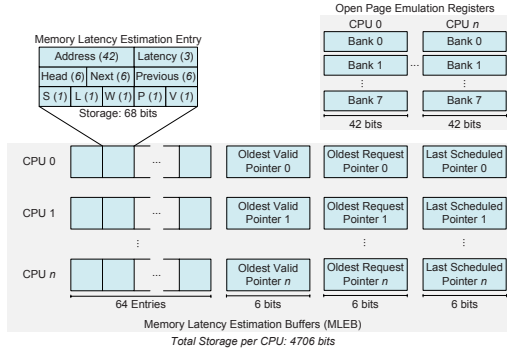 Memory Latency Estimation Entry
Address (42) Latency (3)
Head (6) Next (6) Previous (6)
S (1) L (1) W (1) P (1) V (1)
Storage: 68 bits
Open Page Emulation Registers
CPU 0 CPU n
Bank 0 Bank 0
Bank 1 ... Bank 1
... ...
Bank 7 Bank 7
42 bits 42 bits
CPU 0 ... Oldest Valid Pointer 0 Oldest Request Pointer 0 Last Scheduled Pointer 0
CPU 1 ... Oldest Valid Pointer 1 Oldest Request Pointer 1 Last Scheduled Pointer 1
... ... ... ...
CPU n ... Oldest Valid Pointer n Oldest Request Pointer n Last Scheduled Pointer n
64 Entries 6 bits 6 bits 6 bits
Memory Latency Estimation Buffers (MLEB)
Total Storage per CPU: 4706 bits